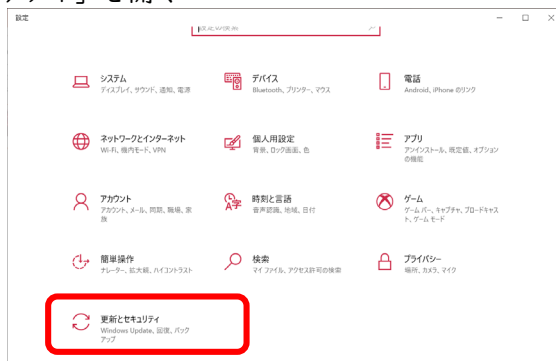 設定
設定の検索
システム
ディスプレイ、サウンド、通知、電源
デバイス
Bluetooth、プリンター、マウス
電話
Android、iPhone のリンク
ネットワークとインターネット
Wi-Fi、機内モード、VPN
個人用設定
背景、ロック画面、色
アプリ
アンインストール、既定値、オプション
の機能
アカウント
アカウント、メール、同期、職場、家
族
時刻と言語
音声認識、地域、日付
ゲーム
ゲーム バー、キャプチャ、ブロードキャス
ト、ゲーム モード
簡単操作
ナレーター、拡大鏡、ハイコントラスト
検索
マイ ファイル、アクセス許可の検索
プライバシー
場所、カメラ、マイク
更新とセキュリティ
Windows Update、回復、バック
アップ